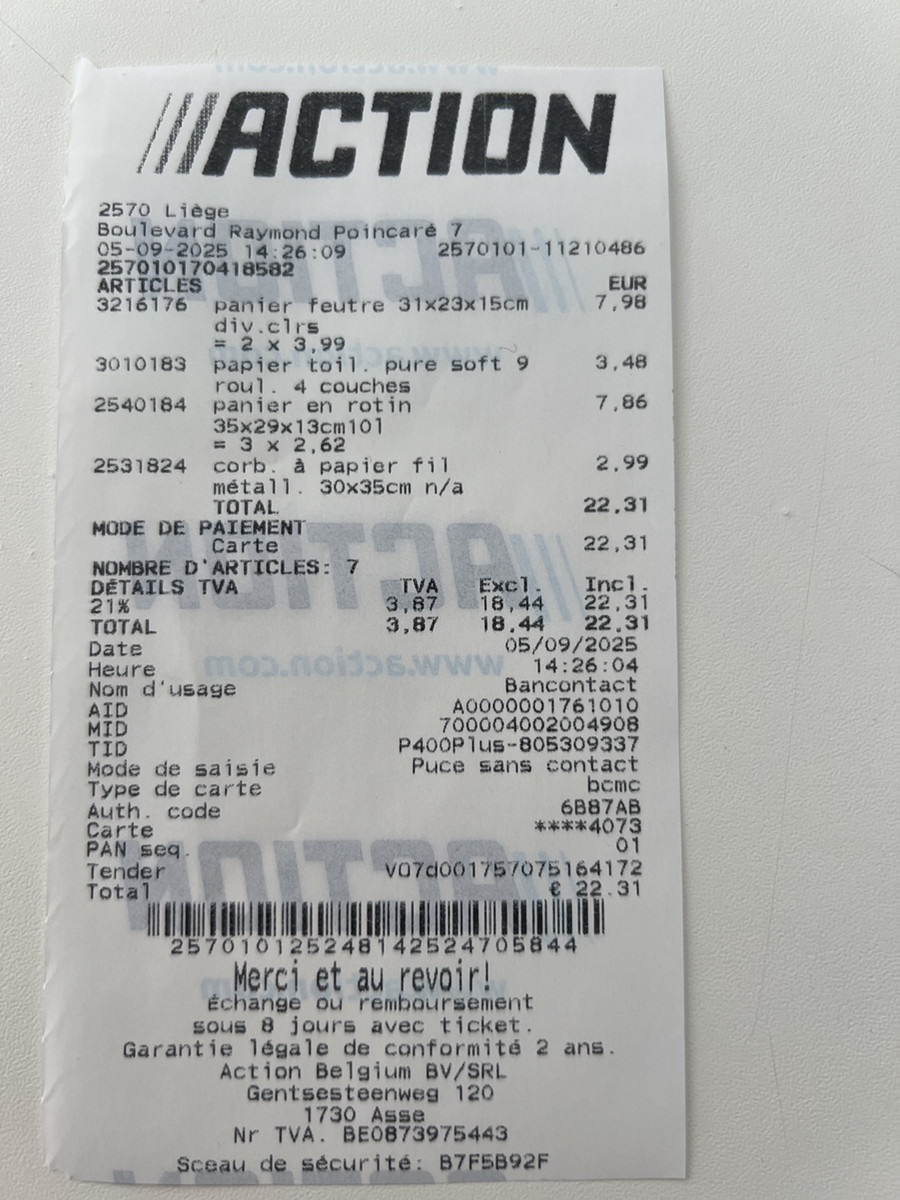 ACTION
2570 Liège
Boulevard Raymond Poincaré 7
05-09-2025 14:26:09 2570101-11210486
257010170418582
ARTICLES EUR
3216176 panier feutre 31x23x15cm 7,98
div.clrs
= 2 x 3,99
3010183 papier toil. pure soft 9 3,48
roul. 4 couches
2540184 panier en rotin 7,86
35x29x13cm10l
= 3 x 2,62
2531824 corb. à papier fil 2,99
métall. 30x35cm n/a
TOTAL 22,31
MODE DE PAIEMENT
Carte 22,31
NOMBRE D'ARTICLES: 7
DÉTAILS TVA TVA Excl. Incl.
21% 3,87 18,44 22,31
TOTAL 3,87 18,44 22,31
Date 05/09/2025
Heure 14:26:04
Nom d'usage Bancontact
AID A0000001761010
MID 700004002004908
TID P400Plus-805309337
Mode de saisie Puce sans contact
Type de carte bcmc
Auth. code 6B87AB
Carte ****4073
PAN seq. 01
Tender V07d001757075164172
Total € 22.31
257010125248142524705844
Merci et au revoir!
Échange ou remboursement
sous 8 jours avec ticket.
Garantie légale de conformité 2 ans.
Action Belgium BV/SRL
Gentsesteenweg 120
1730 Asse
Nr TVA. BE0873975443
Sceau de sécurité: B7F5B92F